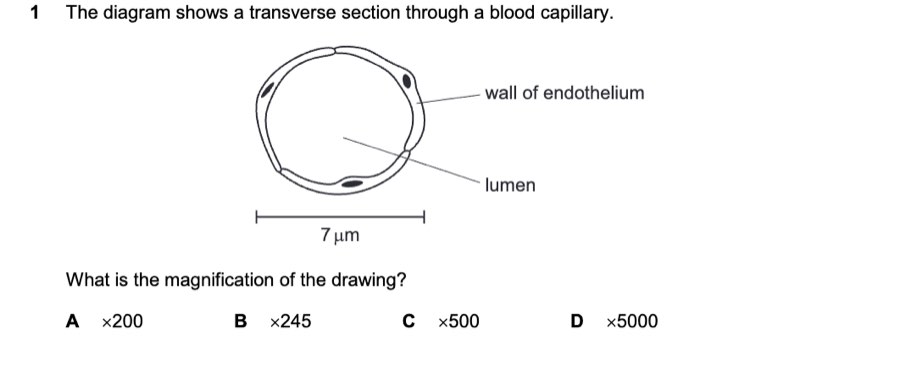 1 The diagram shows a transverse section through a blood capillary.
wall of endothelium
lumen
7 µm
What is the magnification of the drawing?
A ×200 B ×245 C ×500 D ×5000